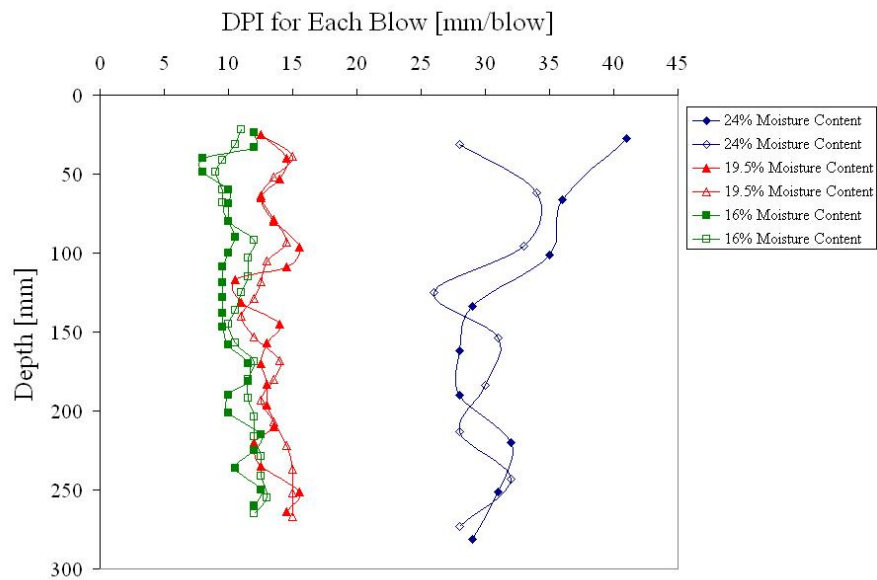 DPI for Each Blow [mm/blow]
0 5 10 15 20 25 30 35 40 45
0
50
100
150
200
250
300
Depth [mm]
24% Moisture Content
24% Moisture Content
19.5% Moisture Content
19.5% Moisture Content
16% Moisture Content
16% Moisture Content